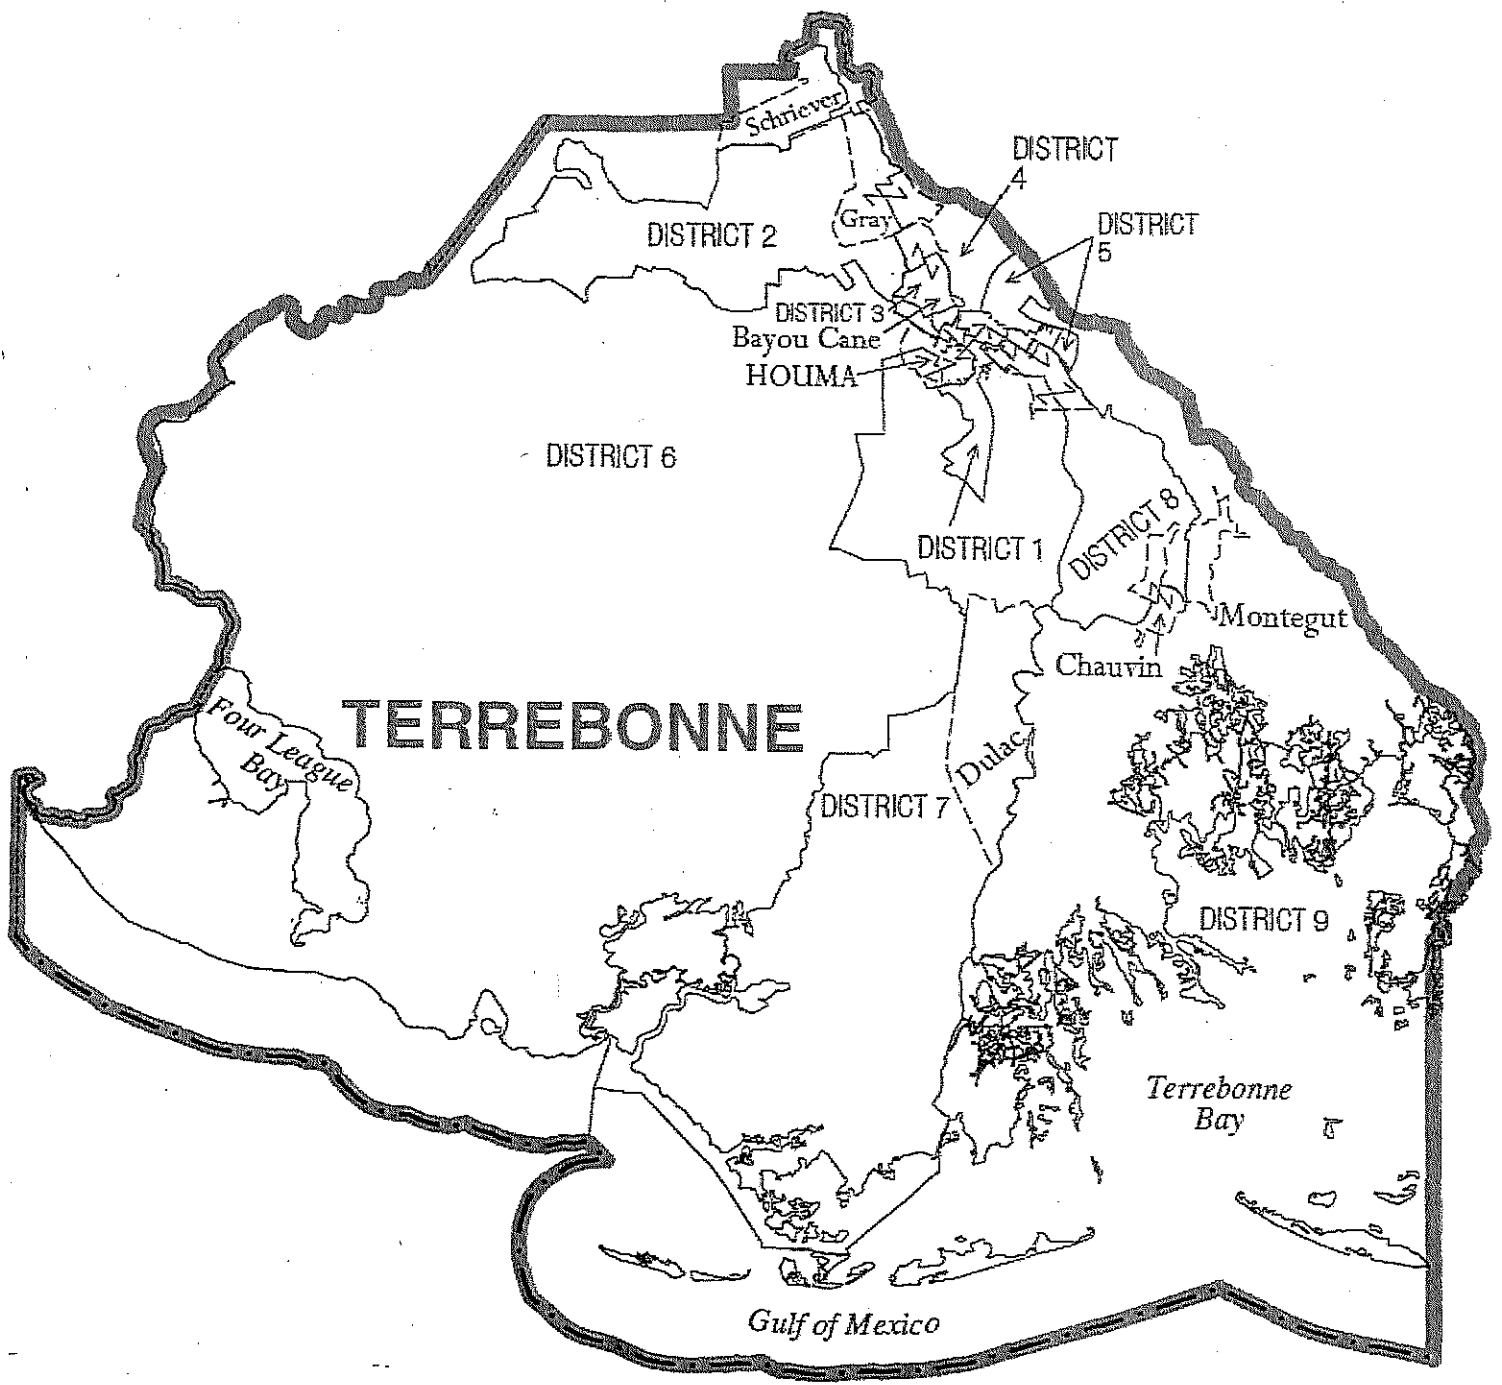 Schriever
DISTRICT
4
Gray
DISTRICT 2
DISTRICT
5
DISTRICT 3
Bayou Cane
HOUMA
DISTRICT 6
DISTRICT 8
DISTRICT 1
Montegut
Chauvin
Four League
Bay
TERREBONNE
Dulac
DISTRICT 7
DISTRICT 9
Terrebonne
Bay
Gulf of Mexico